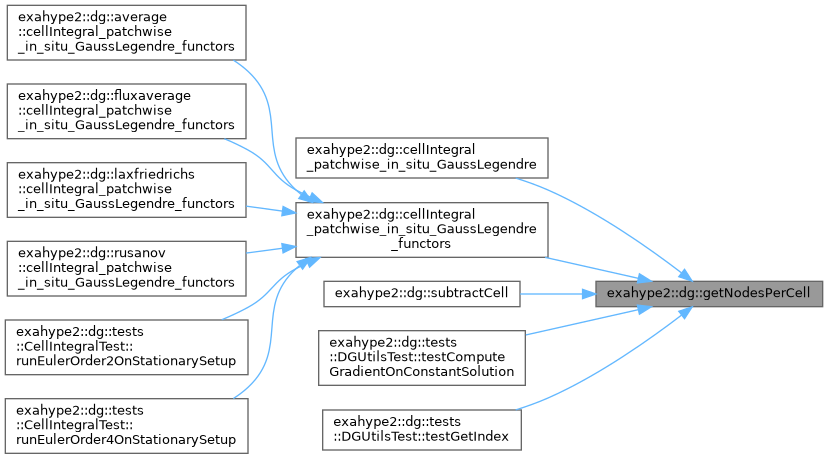 exahype2::dg::average
::cellIntegral_patchwise
_in_situ_GaussLegendre_functors
exahype2::dg::fluxaverage
::cellIntegral_patchwise
_in_situ_GaussLegendre_functors
exahype2::dg::laxfriedrichs
::cellIntegral_patchwise
_in_situ_GaussLegendre_functors
exahype2::dg::rusanov
::cellIntegral_patchwise
_in_situ_GaussLegendre_functors
exahype2::dg::tests
::CellIntegralTest::
runEulerOrder2OnStationarySetup
exahype2::dg::tests
::CellIntegralTest::
runEulerOrder4OnStationarySetup
exahype2::dg::cellIntegral
_patchwise_in_situ_GaussLegendre
exahype2::dg::cellIntegral
_patchwise_in_situ_GaussLegendre
_functors
exahype2::dg::subtractCell
exahype2::dg::tests
::DGUtilsTest::testCompute
GradientOnConstantSolution
exahype2::dg::tests
::DGUtilsTest::testGetIndex
exahype2::dg::getNodesPerCell